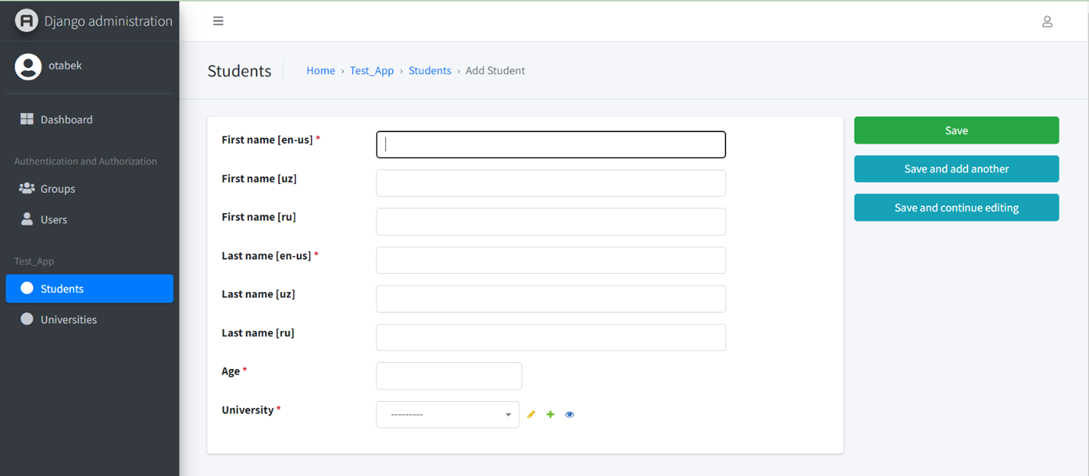 Django administration
otabek
Dashboard
Authentication and Authorization
Groups
Users
Test_App
Students
Universities
Students
Home › Test_App › Students › Add Student
First name [en-us] *
First name [uz]
First name [ru]
Last name [en-us] *
Last name [uz]
Last name [ru]
Age *
University *
---------
Save
Save and add another
Save and continue editing